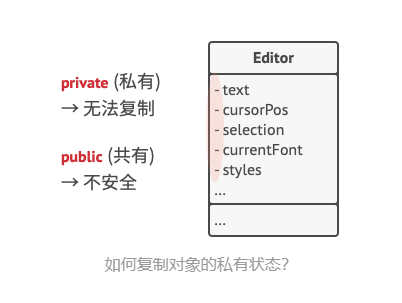 private (私有)
→ 无法复制
public (共有)
→ 不安全
Editor
- text
- cursorPos
- selection
- currentFont
- styles
...
...
如何复制对象的私有状态?